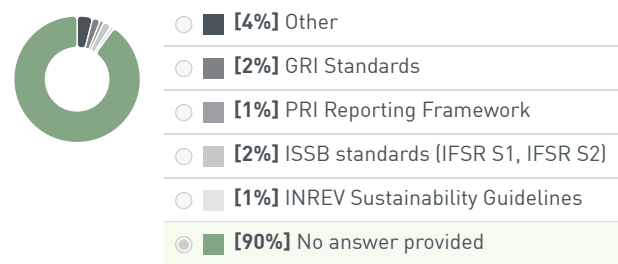 [4%] Other
[2%] GRI Standards
[1%] PRI Reporting Framework
[2%] ISSB standards (IFSR S1, IFSR S2)
[1%] INREV Sustainability Guidelines
[90%] No answer provided